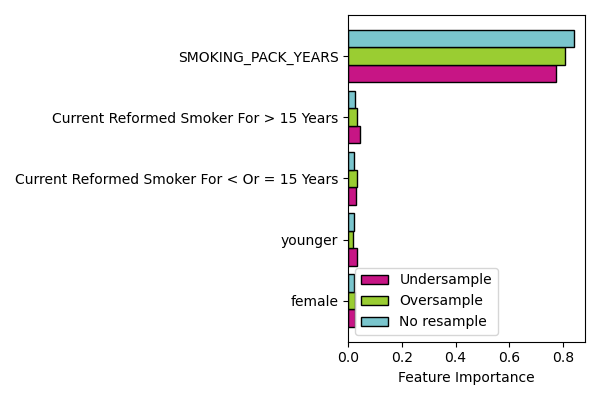 SMOKING_PACK_YEARS
Current Reformed Smoker For > 15 Years
Current Reformed Smoker For < Or = 15 Years
younger
female
Undersample
Oversample
No resample
0.0 0.2 0.4 0.6 0.8
Feature Importance